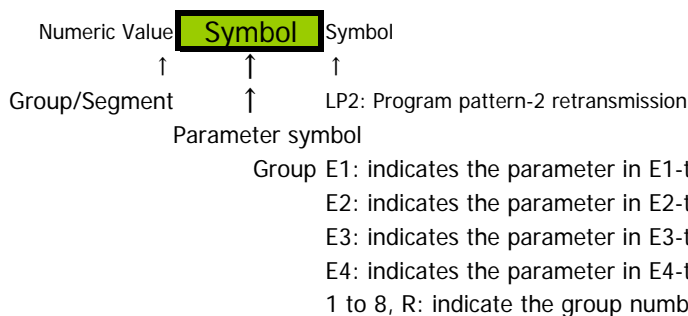 Numeric Value Symbol Symbol
↑ ↑ ↑
Group/Segment ↑ LP2: Program pattern-2 retransmission
Parameter symbol
Group E1: indicates the parameter in E1-t
E2: indicates the parameter in E2-t
E3: indicates the parameter in E3-t
E4: indicates the parameter in E4-t
1 to 8, R: indicate the group numb